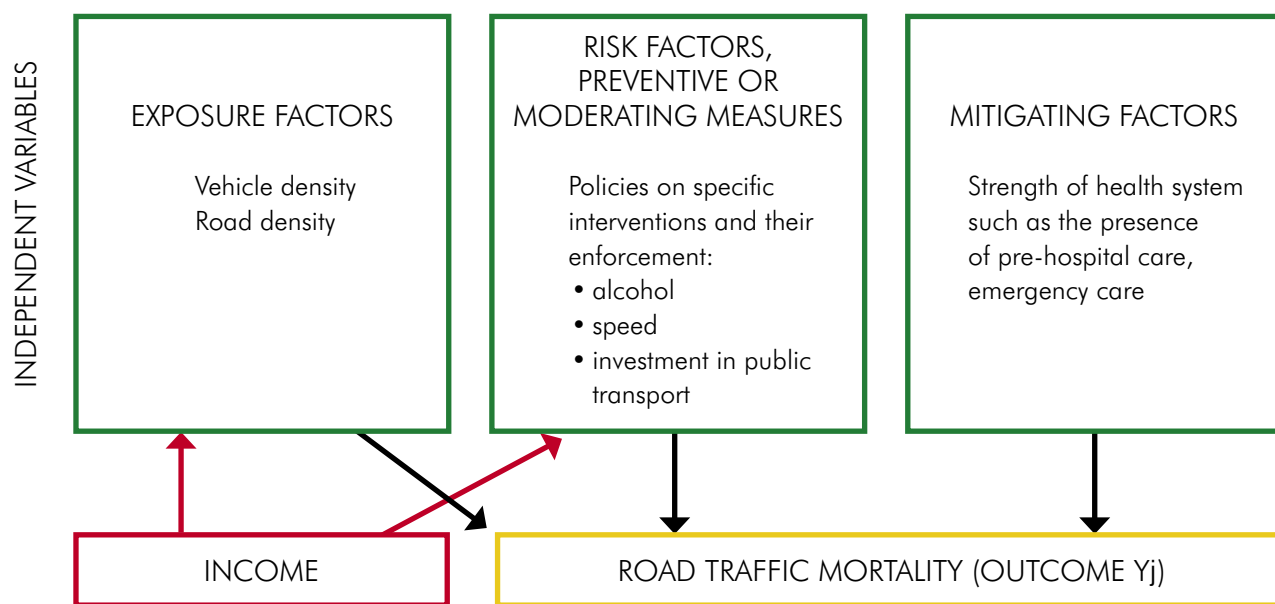 INDEPENDENT VARIABLES
EXPOSURE FACTORS
Vehicle density
Road density
RISK FACTORS,
PREVENTIVE OR
MODERATING MEASURES
Policies on specific
interventions and their
enforcement:
• alcohol
• speed
• investment in public
transport
MITIGATING FACTORS
Strength of health system
such as the presence
of pre-hospital care,
emergency care
INCOME
ROAD TRAFFIC MORTALITY (OUTCOME Yj)